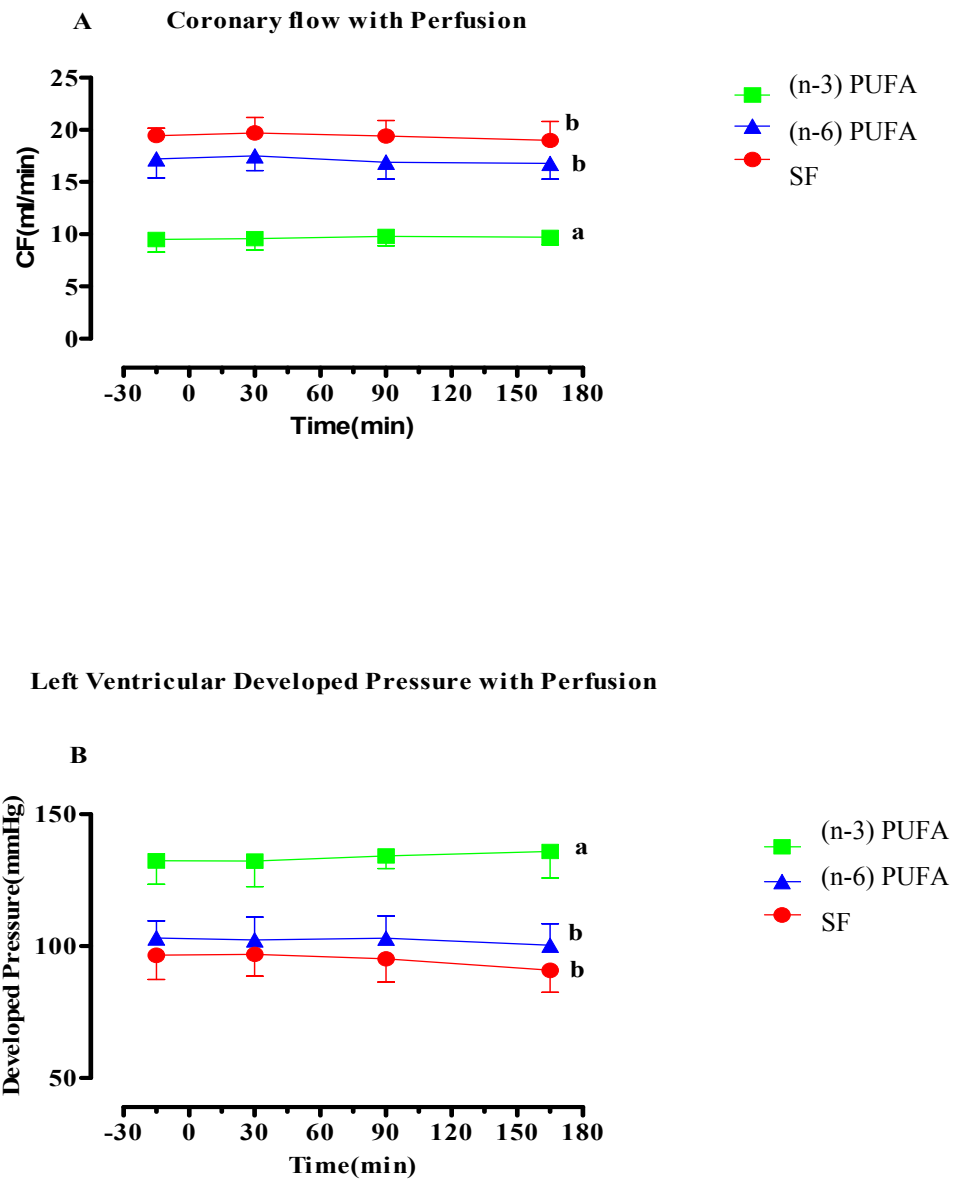 A Coronary flow with Perfusion
25
20
15
10
5
0
CF(ml/min)
b
b
a
-30 0 30 60 90 120 150 180
Time(min)
(n-3) PUFA
(n-6) PUFA
SF
Left Ventricular Developed Pressure with Perfusion
B
150
100
50
Developed Pressure(mmHg)
a
b
b
-30 0 30 60 90 120 150 180
Time(min)
(n-3) PUFA
(n-6) PUFA
SF